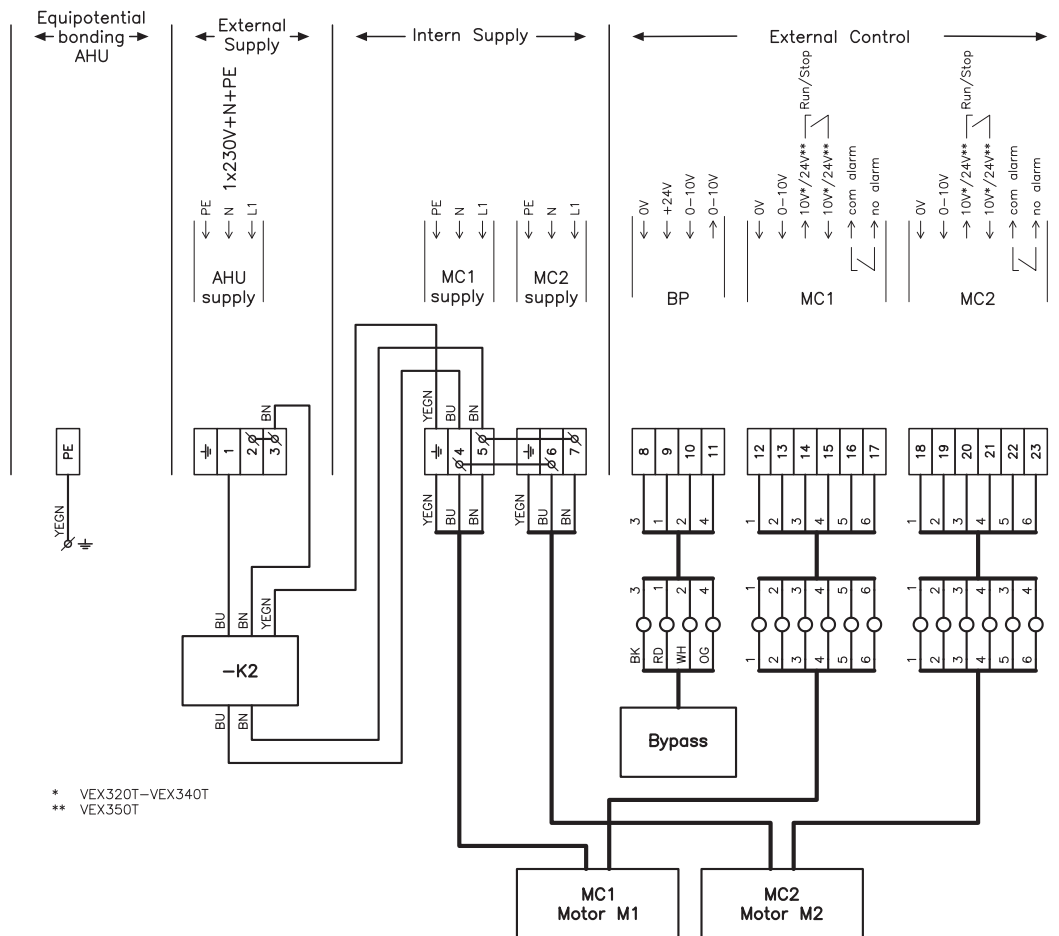 Equipotential
bonding
AHU
External
Supply
Intern Supply
External Control
1x230V+N+PE
PE
N
L1
AHU
supply
PE
N
L1
MC1
supply
PE
N
L1
MC2
supply
0V
+24V
0-10V
0-10V
BP
0V
0-10V
10V*/24V**
10V*/24V**
Run/Stop
com alarm
no alarm
MC1
0V
0-10V
10V*/24V**
10V*/24V**
Run/Stop
com alarm
no alarm
MC2
BN
YEGN
BU
BN
PE
1
2
3
4
5
6
7
8
9
10
11
12
13
14
15
16
17
18
19
20
21
22
23
YEGN
YEGN
BU
BN
YEGN
BU
BN
3
1
2
4
1
2
3
4
5
6
1
2
3
4
5
6
BU
BN
YEGN
3
1
2
4
1
2
3
4
5
6
1
2
4
4
3
4
BK
RD
WH
OG
1
2
3
4
5
6
1
2
3
4
5
6
-K2
BU
BN
Bypass
* VEX320T-VEX340T
** VEX350T
MC1
Motor M1
MC2
Motor M2